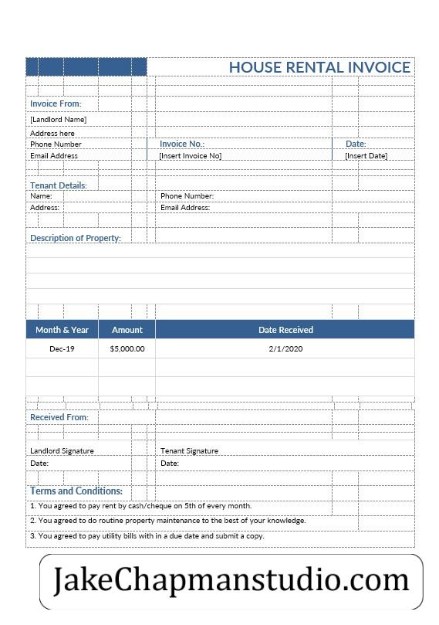 HOUSE RENTAL INVOICE
Invoice From:
[Landlord Name]
Address here
Phone Number Invoice No.: Date:
Email Address [Insert Invoice No] [Insert Date]
Tenant Details:
Name: Phone Number:
Address: Email Address:
Description of Property:
Month & Year Amount Date Received
Dec-19 $5,000.00 2/1/2020
Received From:
Landlord Signature Tenant Signature
Date: Date:
Terms and Conditions:
1. You agreed to pay rent by cash/cheque on 5th of every month.
2. You agreed to do routine property maintenance to the best of your knowledge.
3. You agreed to pay utility bills with in a due date and submit a copy.
JakeChapmanstudio.com